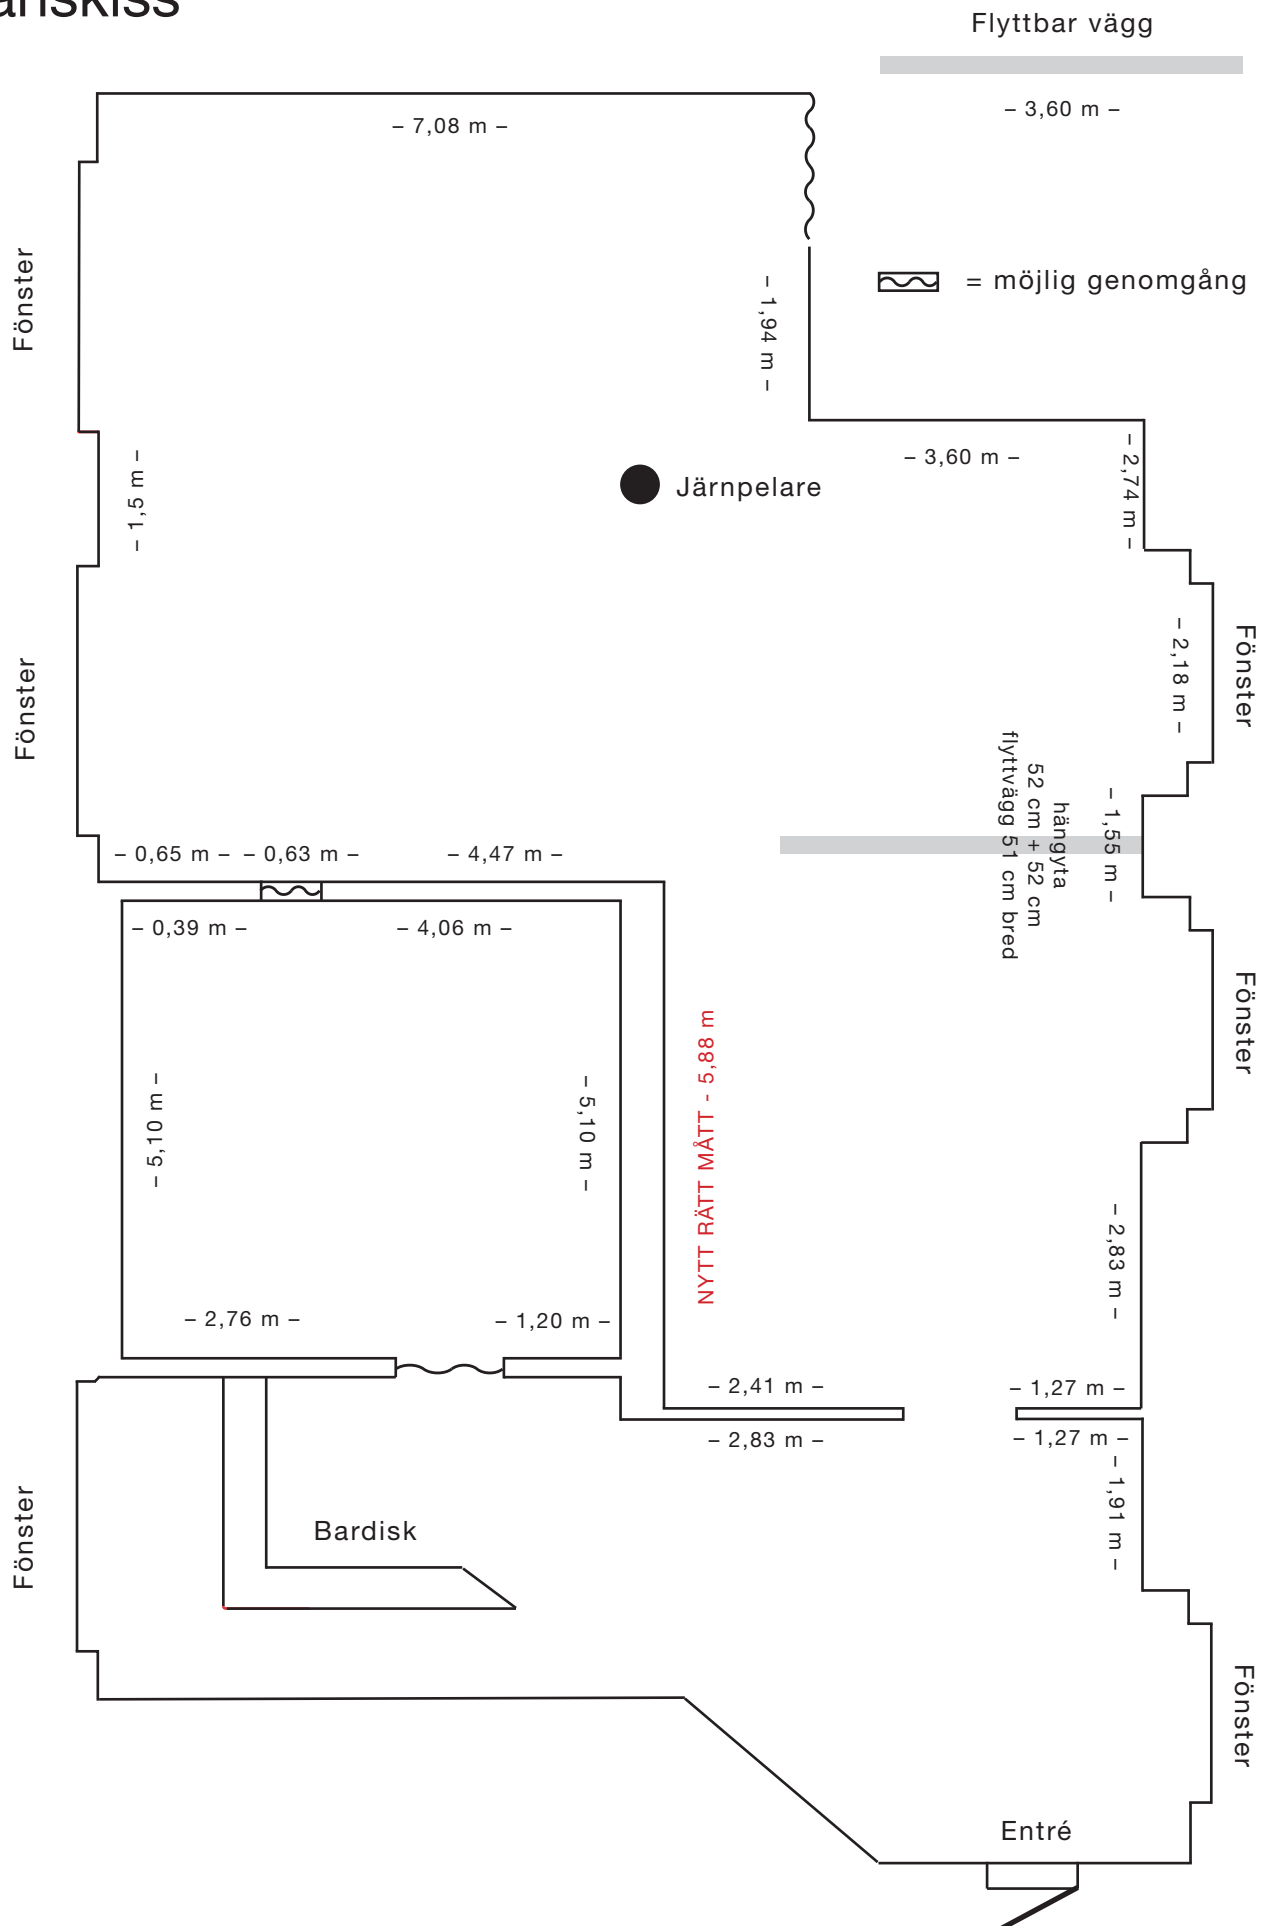 anskiss
Flyttbar vägg
– 3,60 m –
– 7,08 m –
= möjlig genomgång
Fönster
– 1,94 m –
– 3,60 m –
– 2,74 m –
– 1,5 m –
Järnpelare
Fönster
– 2,18 m –
Fönster
hängyta
52 cm + 52 cm
flyttvägg 51 cm bred
– 1,55 m –
– 0,65 m –
– 0,63 m –
– 4,47 m –
– 0,39 m –
– 4,06 m –
Fönster
– 5,10 m –
– 5,10 m –
NYTT RÄTT MÅTT - 5,88 m
– 2,83 m –
– 2,76 m –
– 1,20 m –
– 2,41 m –
– 1,27 m –
– 2,83 m –
– 1,27 m –
– 1,91 m –
Fönster
Bardisk
Fönster
Entré